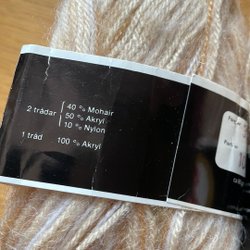 40 % Mohair
2 trådar 50 % Akryl
10 % Nylon
1 tråd 100 % Akryl